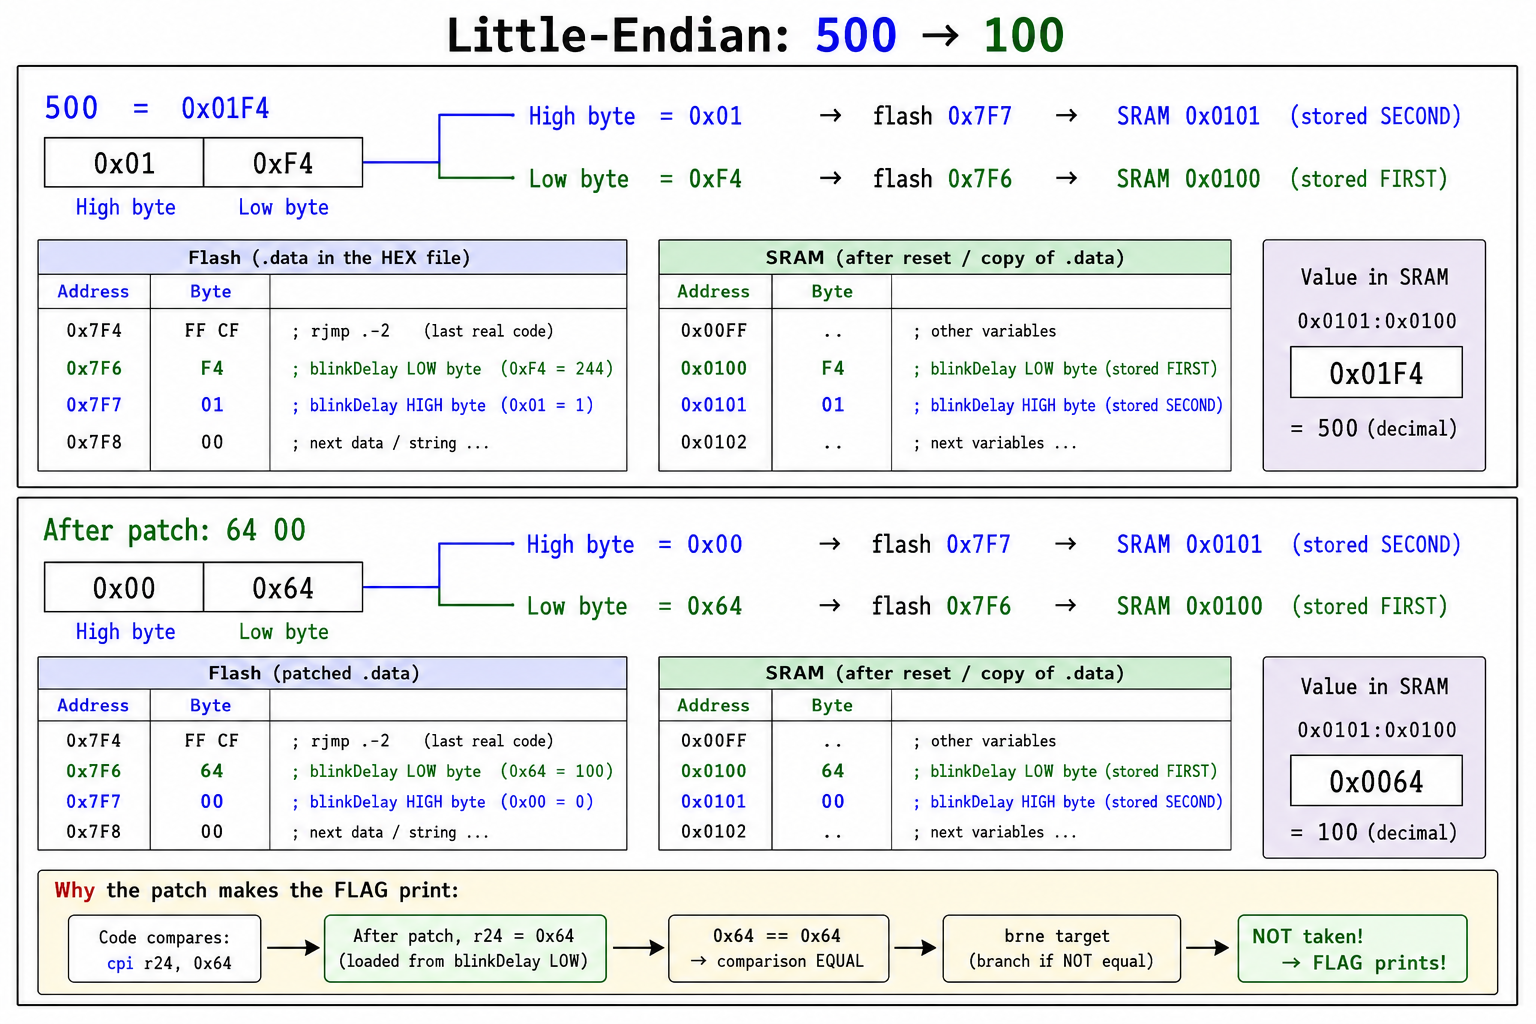 Little-Endian: 500 → 100
500 = 0x01F4
0x01 0xF4
High byte Low byte
High byte = 0x01 → flash 0x7F7 → SRAM 0x0101 (stored SECOND)
Low byte = 0xF4 → flash 0x7F6 → SRAM 0x0100 (stored FIRST)
Flash (.data in the HEX file)
Address Byte
0x7F4 FF CF ; rjmp .-2 (last real code)
0x7F6 F4 ; blinkDelay LOW byte (0xF4 = 244)
0x7F7 01 ; blinkDelay HIGH byte (0x01 = 1)
0x7F8 00 ; next data / string ...
SRAM (after reset / copy of .data)
Address Byte
0x00FF .. ; other variables
0x0100 F4 ; blinkDelay LOW byte (stored FIRST)
0x0101 01 ; blinkDelay HIGH byte (stored SECOND)
0x0102 .. ; next variables ...
Value in SRAM
0x0101:0x0100
0x01F4
= 500 (decimal)
After patch: 64 00
0x00 0x64
High byte Low byte
High byte = 0x00 → flash 0x7F7 → SRAM 0x0101 (stored SECOND)
Low byte = 0x64 → flash 0x7F6 → SRAM 0x0100 (stored FIRST)
Flash (patched .data)
Address Byte
0x7F4 FF CF ; rjmp .-2 (last real code)
0x7F6 64 ; blinkDelay LOW byte (0x64 = 100)
0x7F7 00 ; blinkDelay HIGH byte (0x00 = 0)
0x7F8 00 ; next data / string ...
SRAM (after reset / copy of .data)
Address Byte
0x00FF .. ; other variables
0x0100 64 ; blinkDelay LOW byte (stored FIRST)
0x0101 00 ; blinkDelay HIGH byte (stored SECOND)
0x0102 .. ; next variables ...
Value in SRAM
0x0101:0x0100
0x0064
= 100 (decimal)
Why the patch makes the FLAG print:
Code compares:
cpi r24, 0x64
After patch, r24 = 0x64
(loaded from blinkDelay LOW)
0x64 == 0x64
→ comparison EQUAL
brne target
(branch if NOT equal)
NOT taken!
→ FLAG prints!